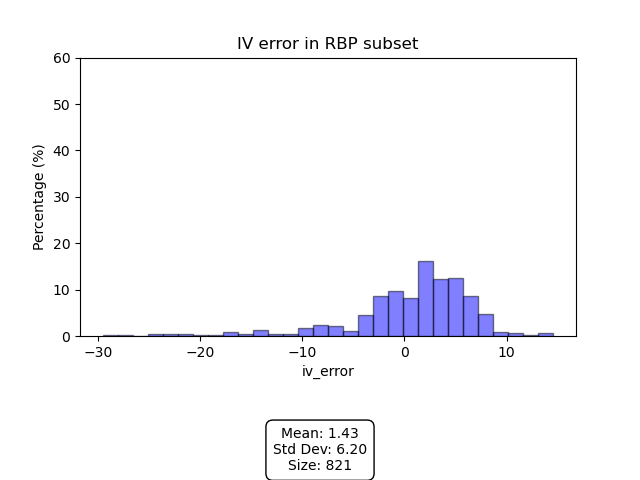 IV error in RBP subset
60
50
40
30
20
10
0
Percentage (%)
−30
−20
−10
0
10
iv_error
Mean: 1.43
Std Dev: 6.20
Size: 821